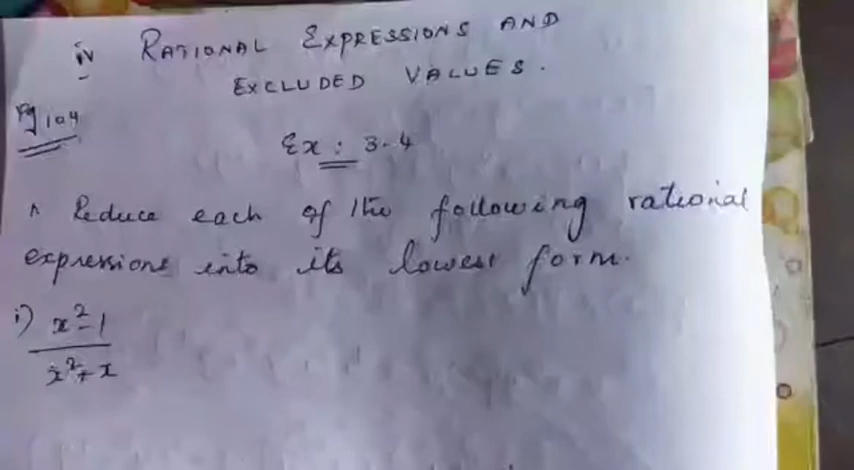 iv RATIONAL EXPRESSIONS AND
EXCLUDED VALUES.
Pg 104
Ex : 3.4
1 Reduce each of the following rational
expressions into its lowest form.
i) x² - 1
x² + x